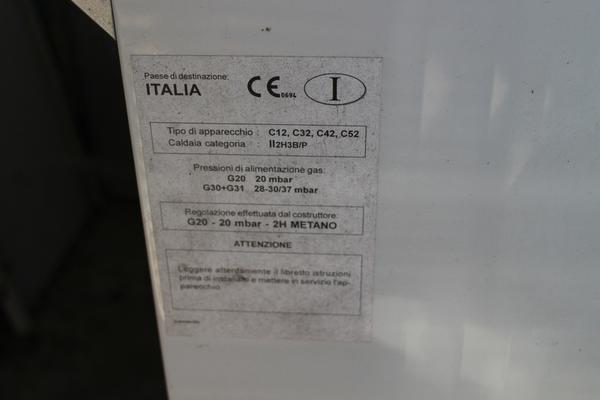 Paese di destinazione:
ITALIA
CE 0694
I
Tipo di apparecchio : C12, C32, C42, C52
Caldaia categoria : II2H3B/P
Pressioni di alimentazione gas:
G20 20 mbar
G30+G31 28-30/37 mbar
Regolazione effettuata dal costruttore:
G20 - 20 mbar - 2H METANO
ATTENZIONE
Leggere attentamente il libretto istruzioni
prima di installare e mettere in servizio l'ap-
parecchio